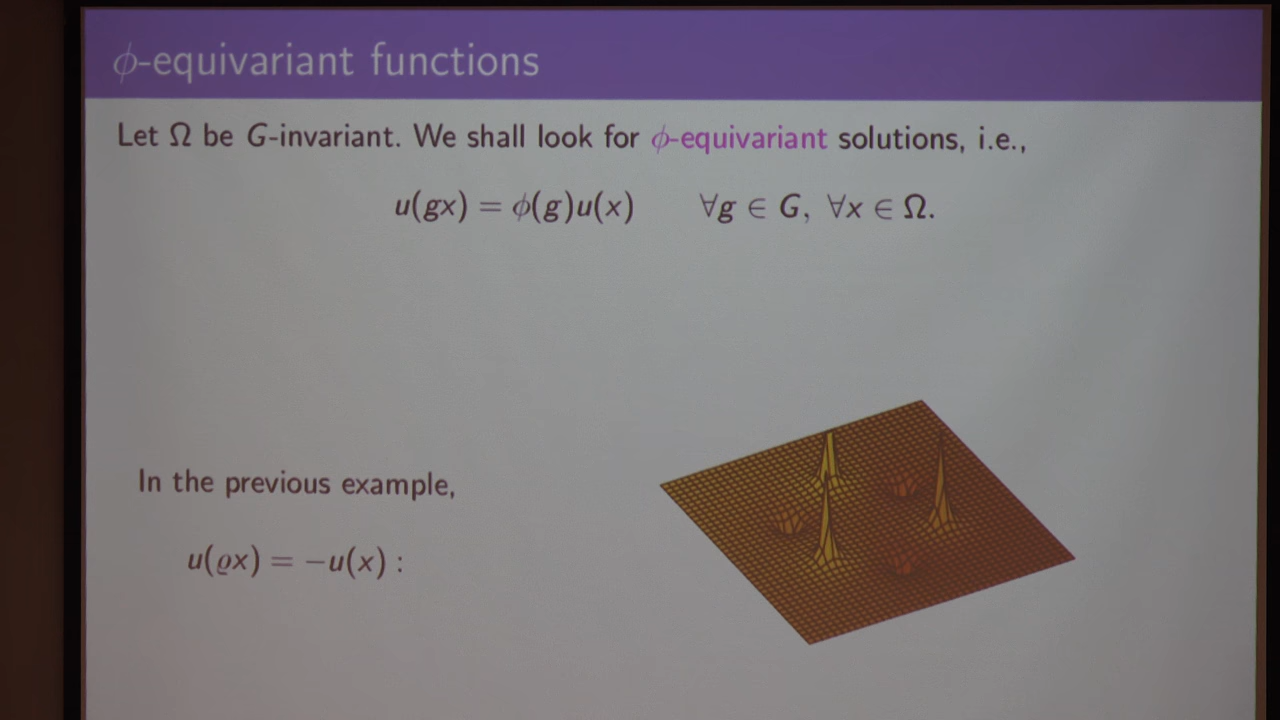 ϕ-equivariant functions
Let Ω be G-invariant. We shall look for ϕ-equivariant solutions, i.e.,
u(gx) = ϕ(g)u(x) ∀g ∈ G, ∀x ∈ Ω.
In the previous example,
u(ϱx) = −u(x) :